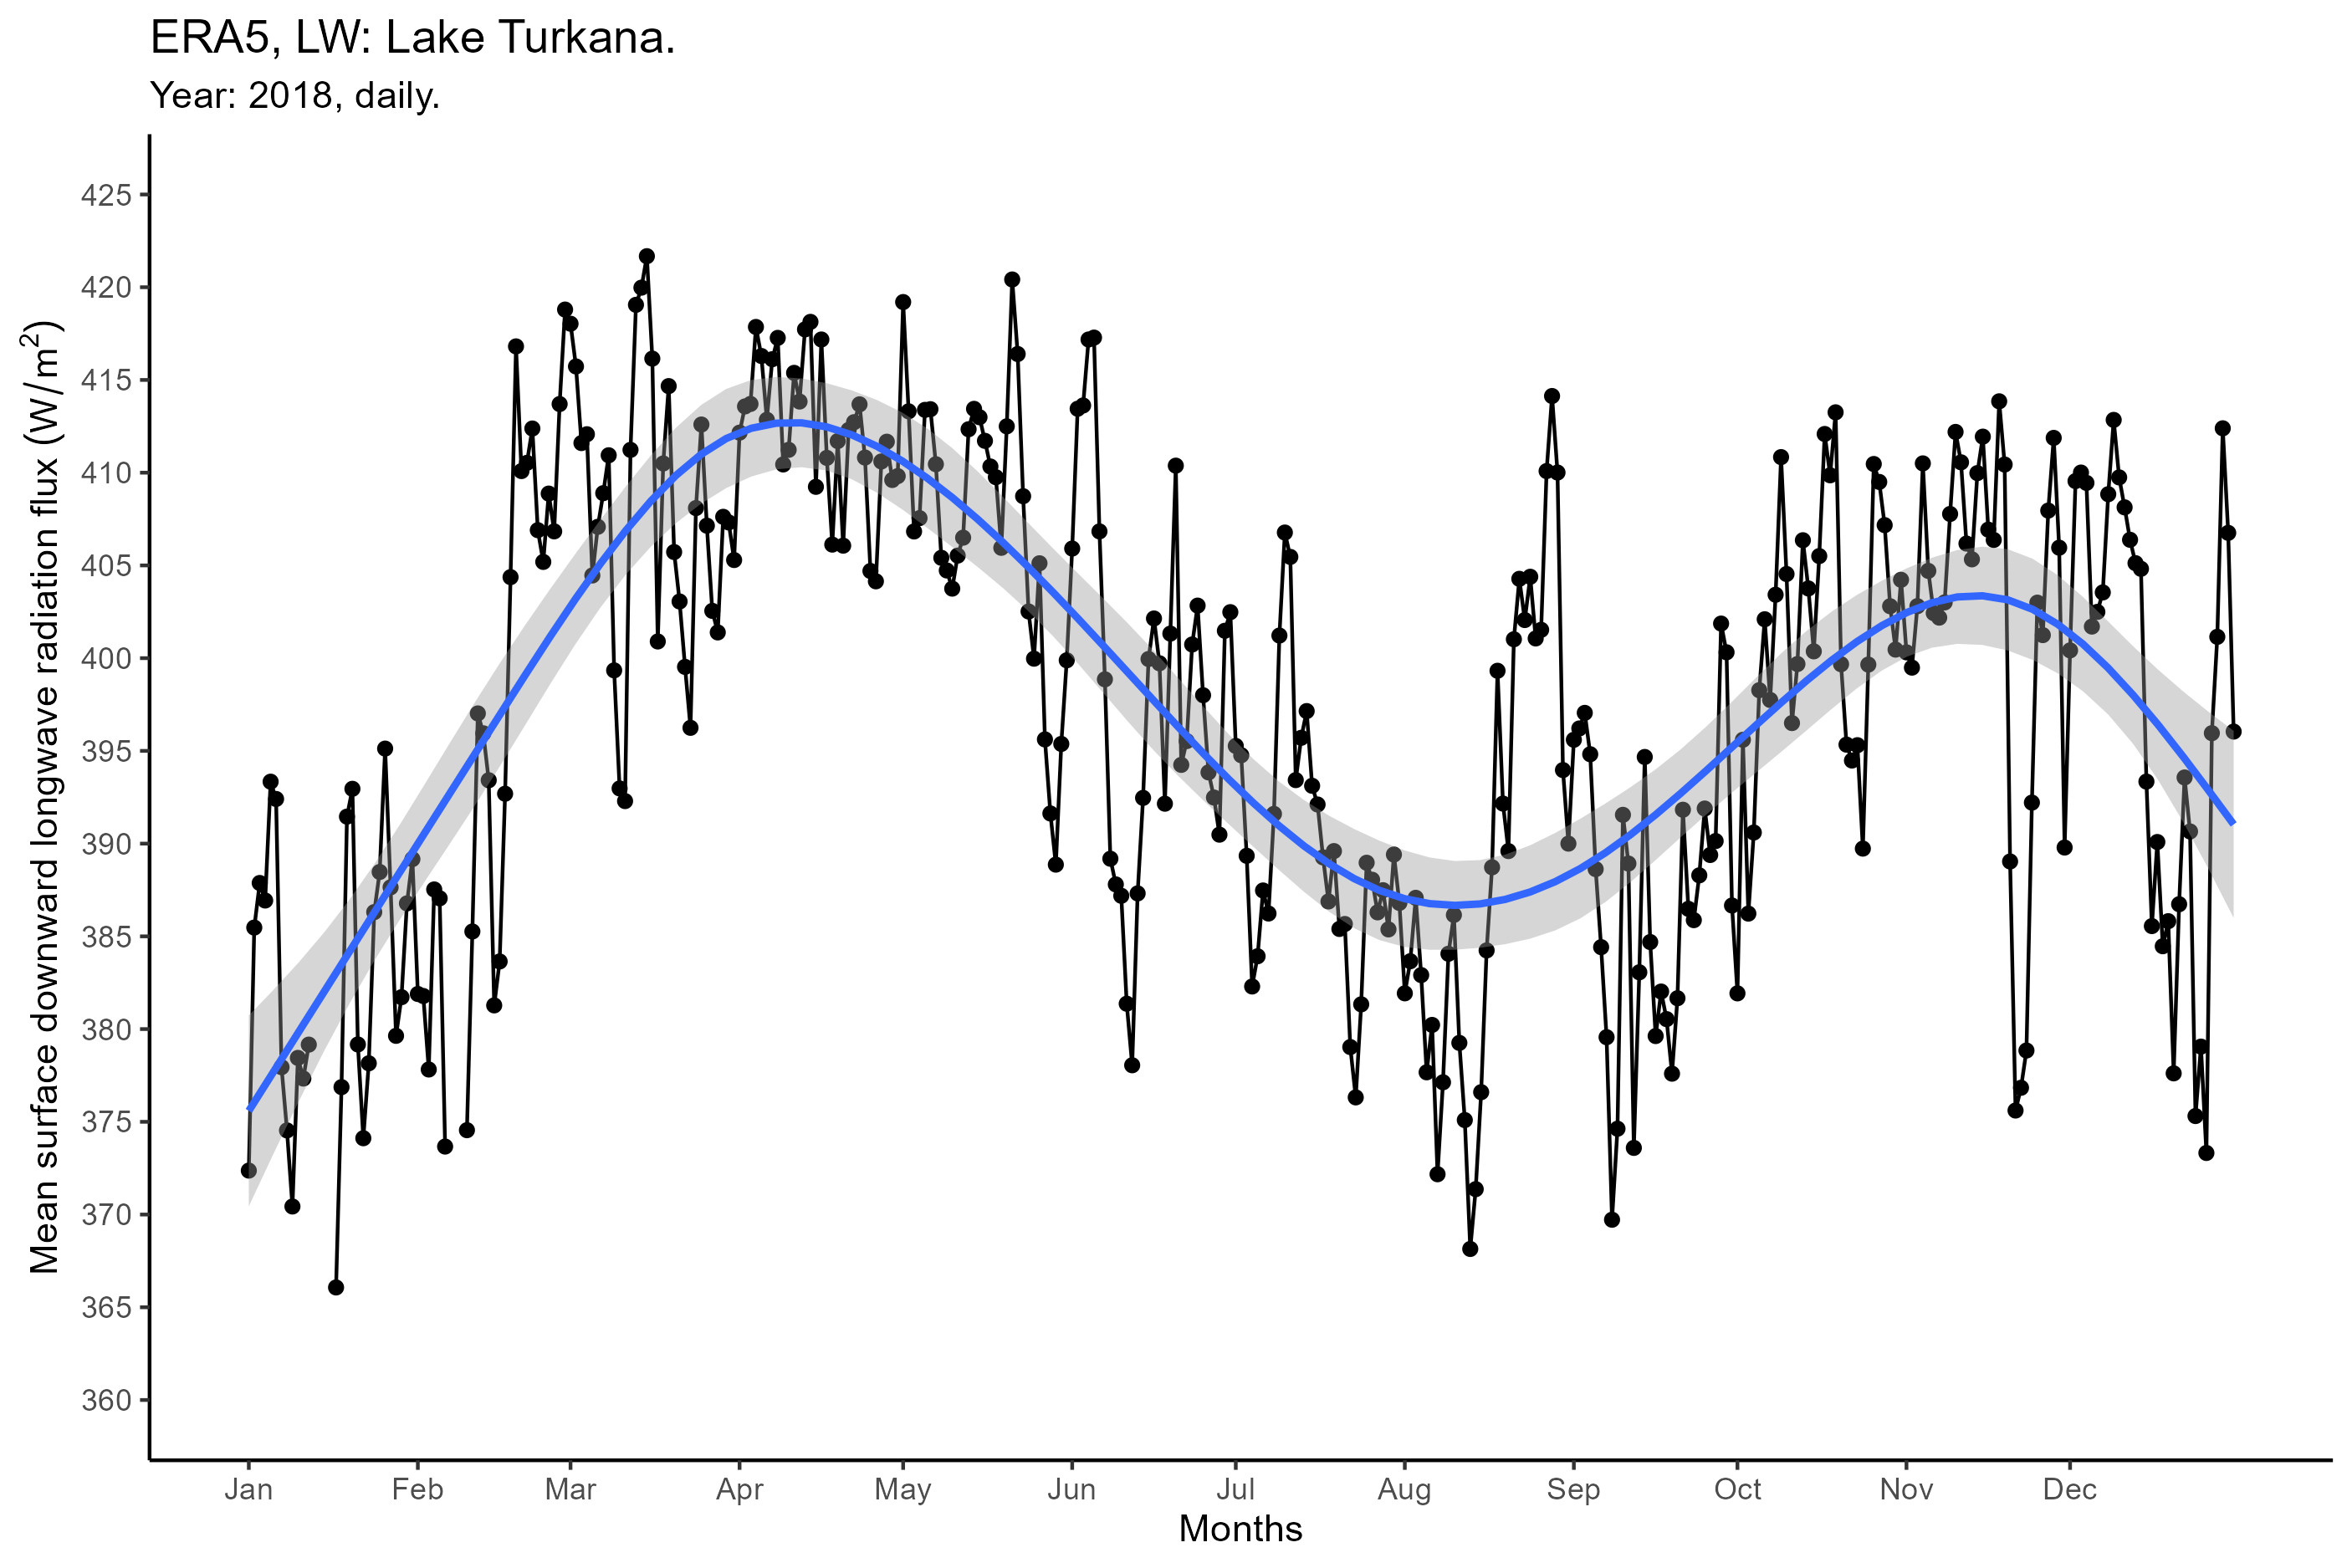 ERA5, LW: Lake Turkana.
Year: 2018, daily.
Mean surface downward longwave radiation flux (W/m²)
425
420
415
410
405
400
395
390
385
380
375
370
365
360
Jan Feb Mar Apr May Jun Jul Aug Sep Oct Nov Dec
Months